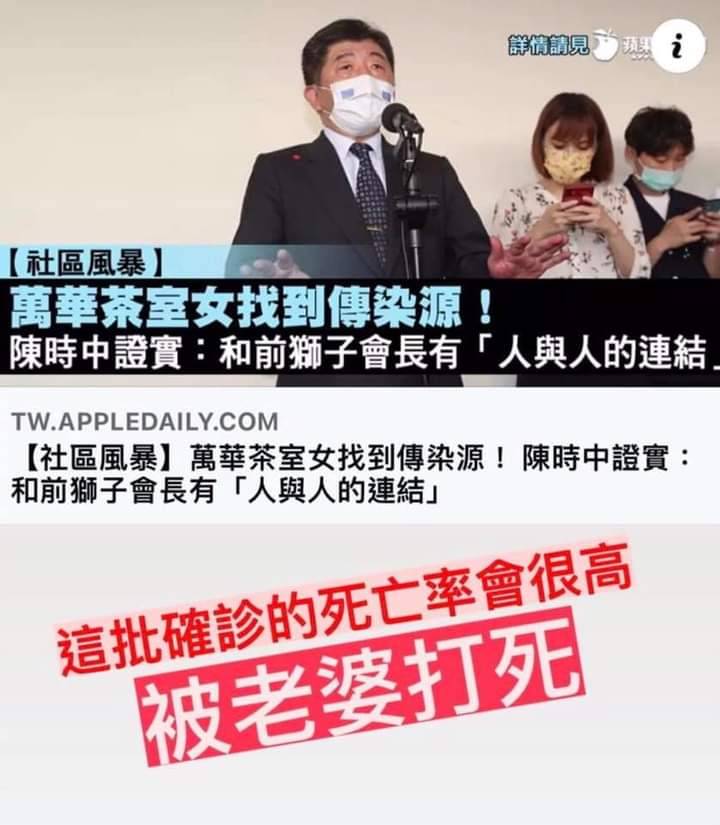 詳情請見 蘋果
【社區風暴】
萬華茶室女找到傳染源！
陳時中證實：和前獅子會長有「人與人的連結」
TW.APPLEDAILY.COM
【社區風暴】萬華茶室女找到傳染源！陳時中證實：
和前獅子會長有「人與人的連結」
這批確診的死亡率會很高
被老婆打死